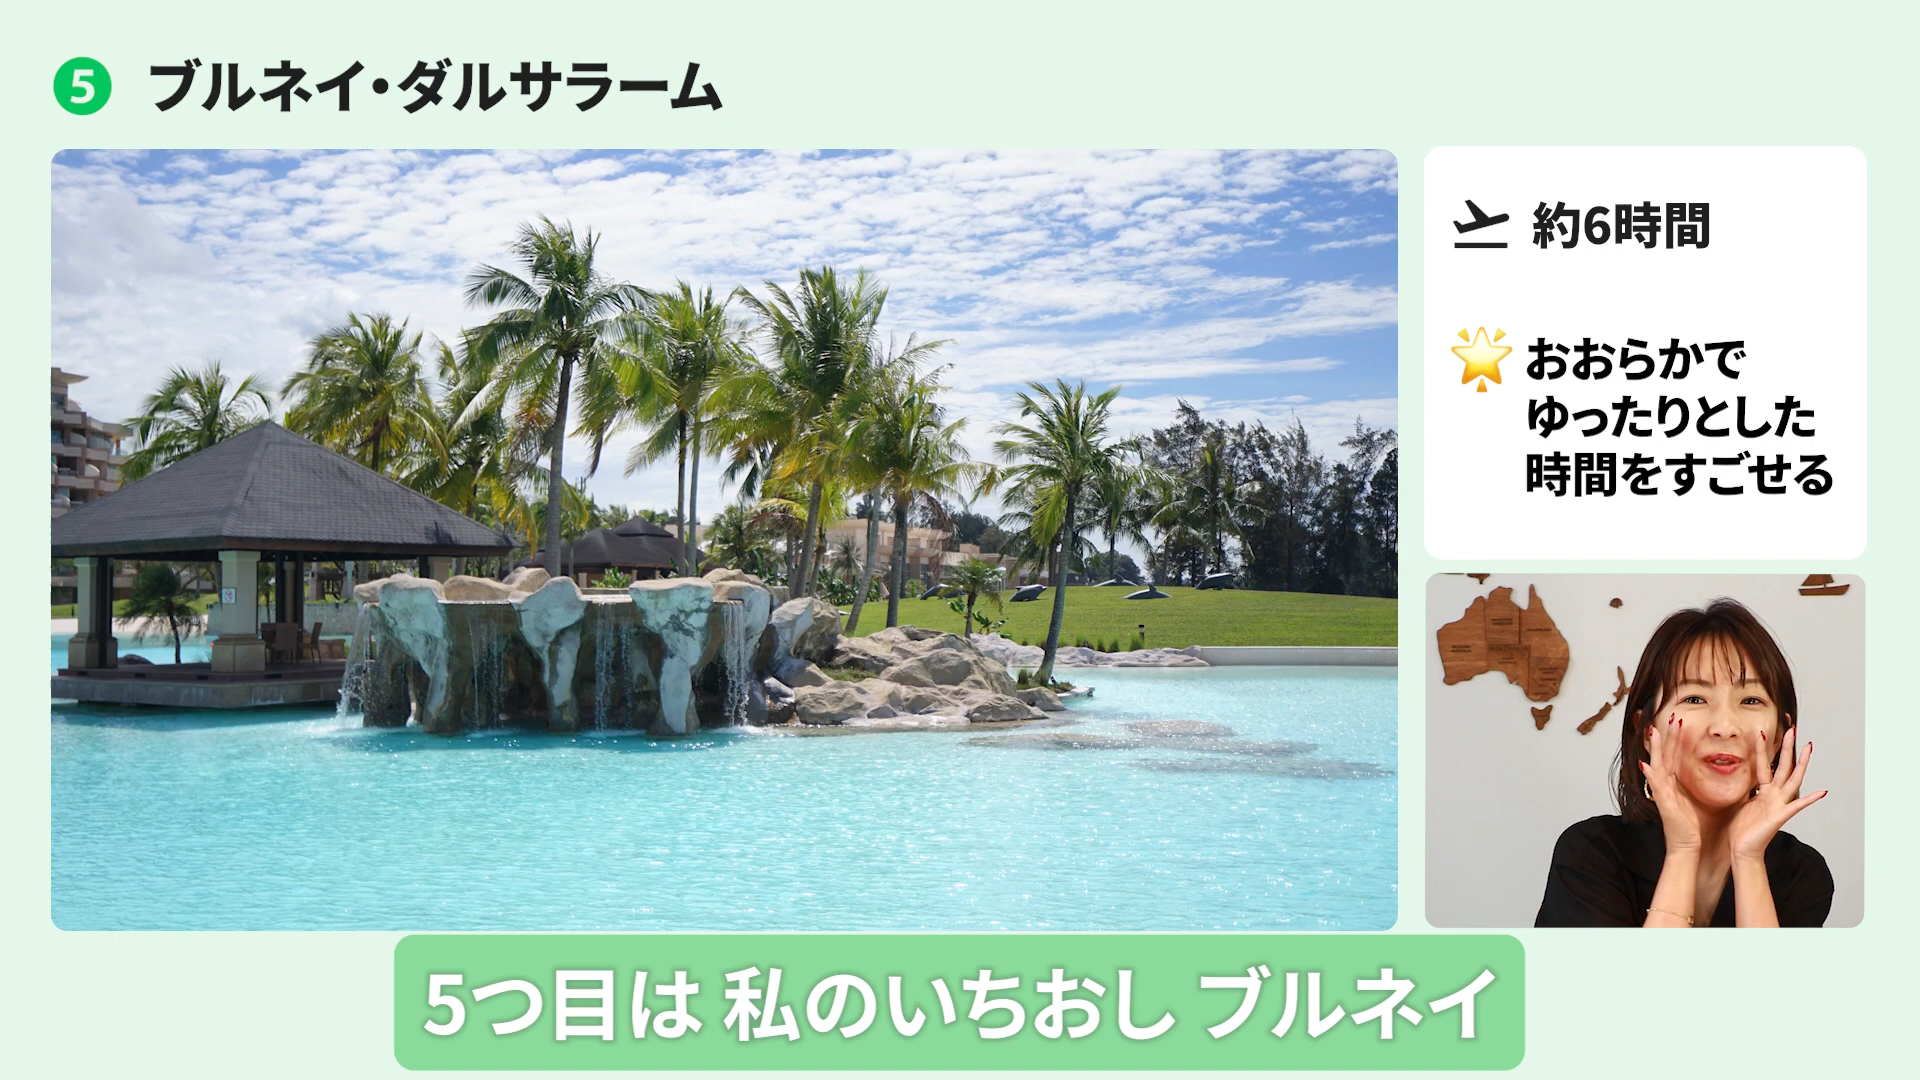 5 ブルネイ・ダルサラーム
約6時間
おおらかで
ゆったりとした
時間をすごせる
5つ目は 私のいちおし ブルネイ